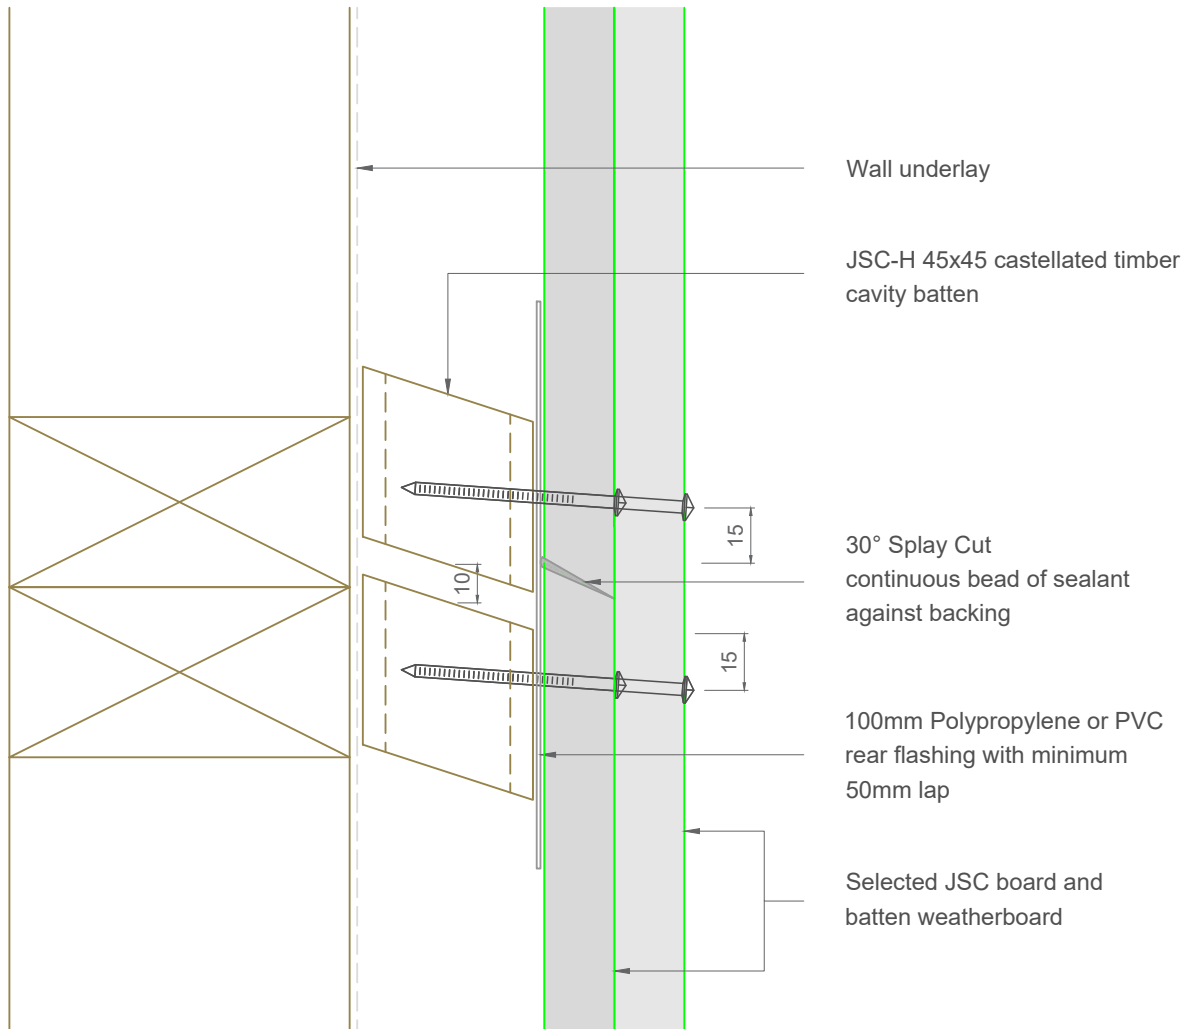 Wall underlay
JSC-H 45x45 castellated timber
cavity batten
15
30° Splay Cut
continuous bead of sealant
against backing
10
15
100mm Polypropylene or PVC
rear flashing with minimum
50mm lap
Selected JSC board and
batten weatherboard